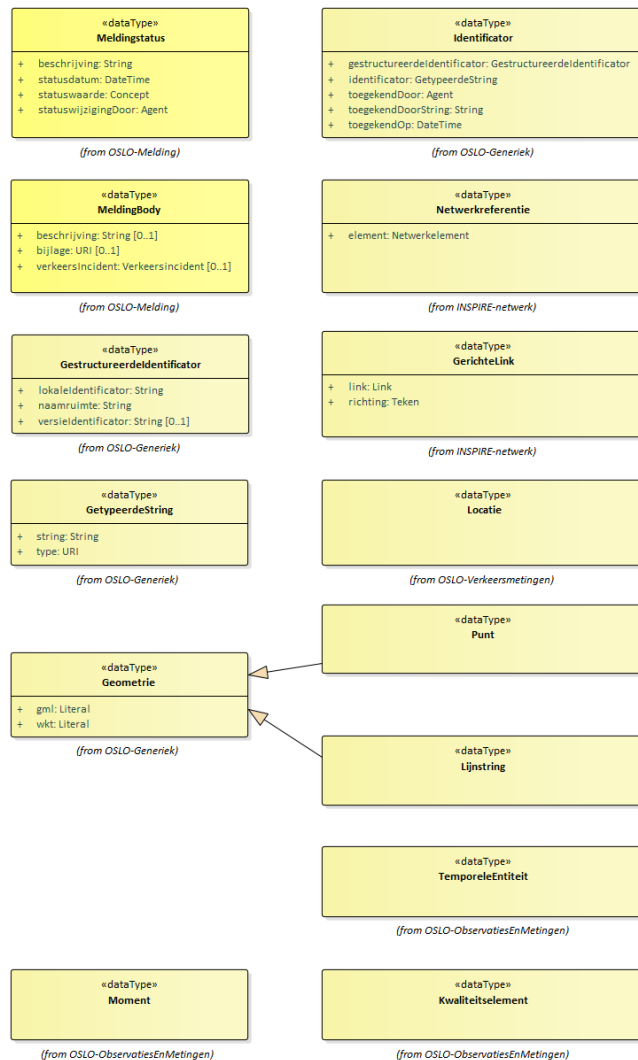 «dataType»
Meldingstatus
+ beschrijving: String
+ statusdatum: DateTime
+ statuswaarde: Concept
+ statuswijzigingDoor: Agent
(from OSLO-Melding)
«dataType»
Identificator
+ gestructureerdeIdentificator: GestructureerdeIdentificator
+ identificator: GetypeerdeString
+ toegekendDoor: Agent
+ toegekendDoorString: String
+ toegekendOp: DateTime
(from OSLO-Generiek)
«dataType»
MeldingBody
+ beschrijving: String [0..1]
+ bijlage: URI [0..1]
+ verkeersIncident: Verkeersincident [0..1]
(from OSLO-Melding)
«dataType»
Netwerkreferentie
+ element: Netwerkelement
(from INSPIRE-netwerk)
«dataType»
GestructureerdeIdentificator
+ lokaleIdentificator: String
+ naamruimte: String
+ versieIdentificator: String [0..1]
(from OSLO-Generiek)
«dataType»
GerichteLink
+ link: Link
+ richting: Teken
(from INSPIRE-netwerk)
«dataType»
GetypeerdeString
+ string: String
+ type: URI
(from OSLO-Generiek)
«dataType»
Locatie
(from OSLO-Verkeersmetingen)
«dataType»
Punt
«dataType»
Geometrie
+ gml: Literal
+ wkt: Literal
(from OSLO-Generiek)
«dataType»
Lijnstring
«dataType»
TemporeleEntiteit
(from OSLO-ObservatiesEnMetingen)
«dataType»
Moment
(from OSLO-ObservatiesEnMetingen)
«dataType»
Kwaliteitselement
(from OSLO-ObservatiesEnMetingen)